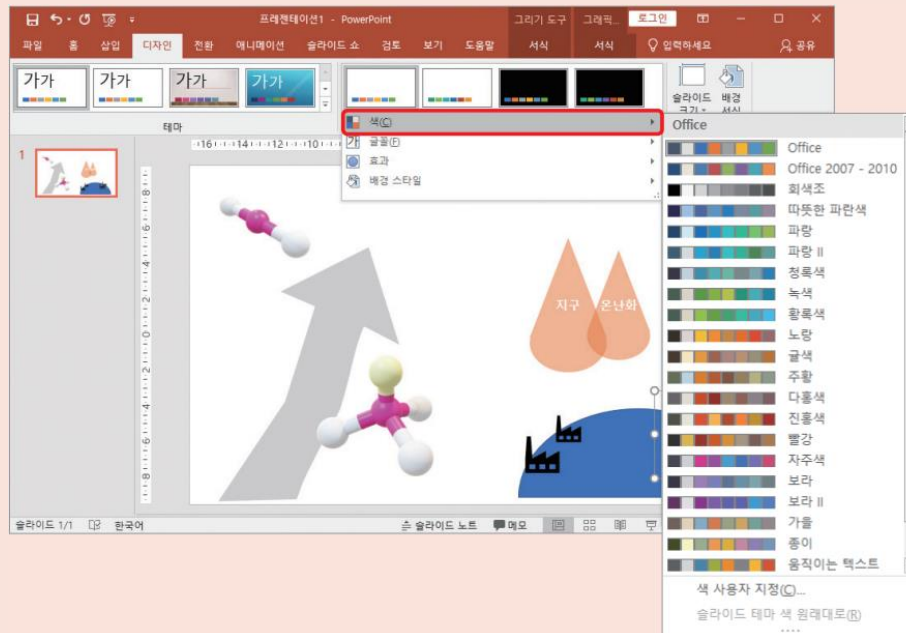 프레젠테이션1 - PowerPoint
그리기 도구 그래픽... 로그인
파일 홈 삽입 디자인 전환 애니메이션 슬라이드 쇼 검토 보기 도움말 서식 서식 입력하세요 공유
가가 가가 가가 가가
슬라이드 크기
배경 서식
테마
색(C)
글꼴(F)
효과
배경 스타일
1
지구 온난화
슬라이드 1/1 한국어 슬라이드 노트 메모
Office
Office
Office 2007 - 2010
회색조
따뜻한 파란색
파랑
파랑 II
청록색
녹색
황록색
노랑
귤색
주황
다홍색
진홍색
빨강
자주색
보라
보라 II
가을
종이
움직이는 텍스트
색 사용자 지정(C)...
슬라이드 테마 색 원래대로(R)